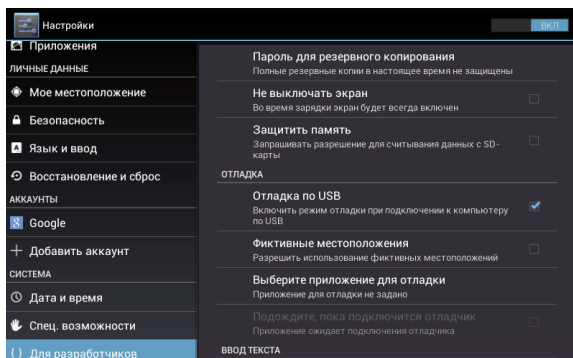 Настройки
ВКЛ
Приложения
ЛИЧНЫЕ ДАННЫЕ
Мое местоположение
Безопасность
Язык и ввод
Восстановление и сброс
АККАУНТЫ
Google
Добавить аккаунт
СИСТЕМА
Дата и время
Спец. возможности
Для разработчиков
Пароль для резервного копирования
Полные резервные копии в настоящее время не защищены
Не выключать экран
Во время зарядки экран будет всегда включен
Защитить память
Запрашивать разрешение для считывания данных с SD-
карты
ОТЛАДКА
Отладка по USB
Включить режим отладки при подключении к компьютеру
по USB
Фиктивные местоположения
Разрешить использование фиктивных местоположений
Выберите приложение для отладки
Приложение для отладки не задано
Подождите, пока подключится отладчик
Приложение ожидает подключения отладчика
ВВОД ТЕКСТА